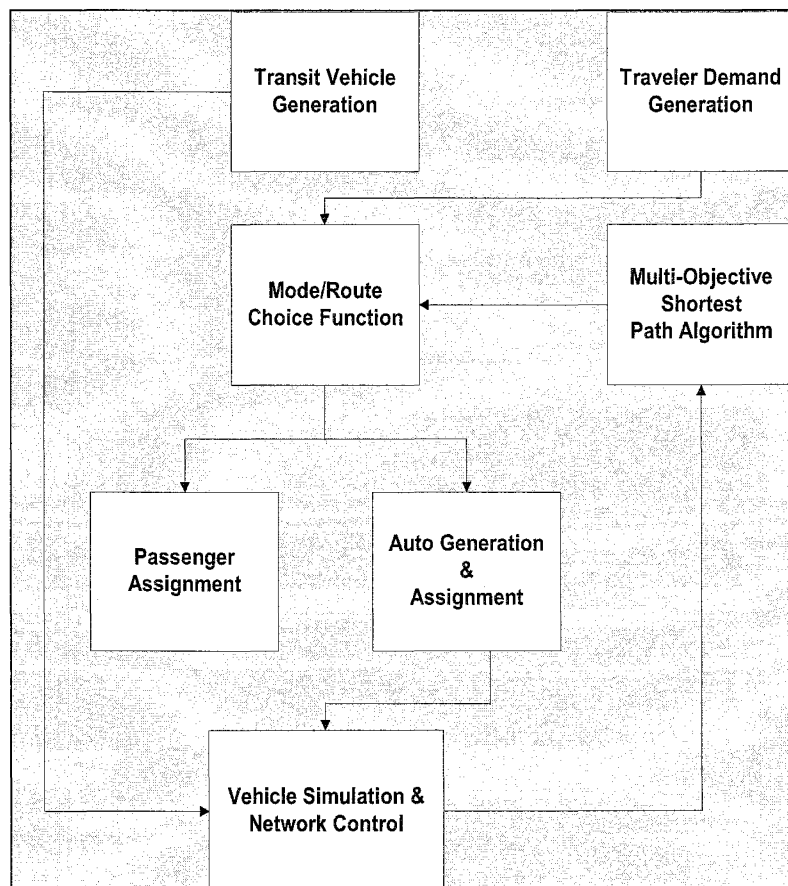 Transit Vehicle
Generation
Traveler Demand
Generation
Mode/Route
Choice Function
Multi-Objective
Shortest
Path Algorithm
Passenger
Assignment
Auto Generation
&
Assignment
Vehicle Simulation &
Network Control